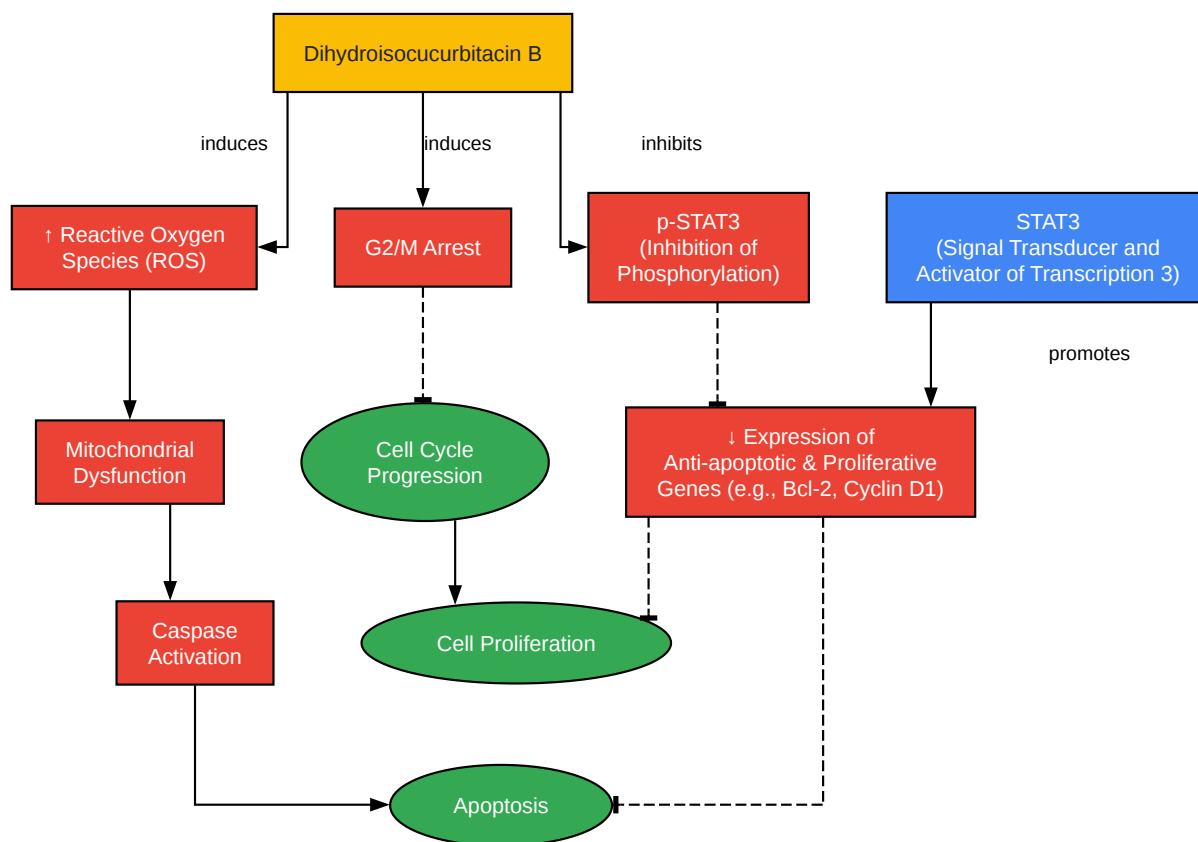 Dihydroisocucurbitacin B
induces
induces
inhibits
↑ Reactive Oxygen
Species (ROS)
G2/M Arrest
p-STAT3
(Inhibition of
Phosphorylation)
STAT3
(Signal Transducer and
Activator of Transcription 3)
promotes
Mitochondrial
Dysfunction
Cell Cycle
Progression
↓ Expression of
Anti-apoptotic & Proliferative
Genes (e.g., Bcl-2, Cyclin D1)
Caspase
Activation
Cell Proliferation
Apoptosis